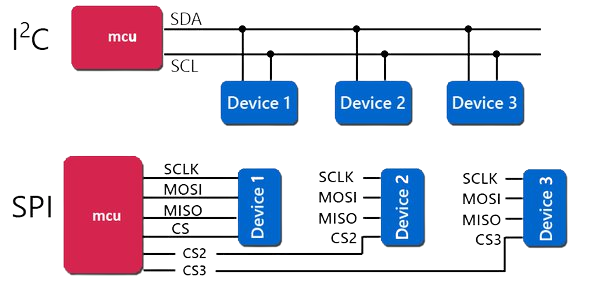 I²C
mcu
SDA
SCL
Device 1
Device 2
Device 3
SPI
mcu
SCLK
MOSI
MISO
CS
CS2
CS3
Device 1
SCLK
MOSI
MISO
CS2
Device 2
SCLK
MOSI
MISO
CS3
Device 3